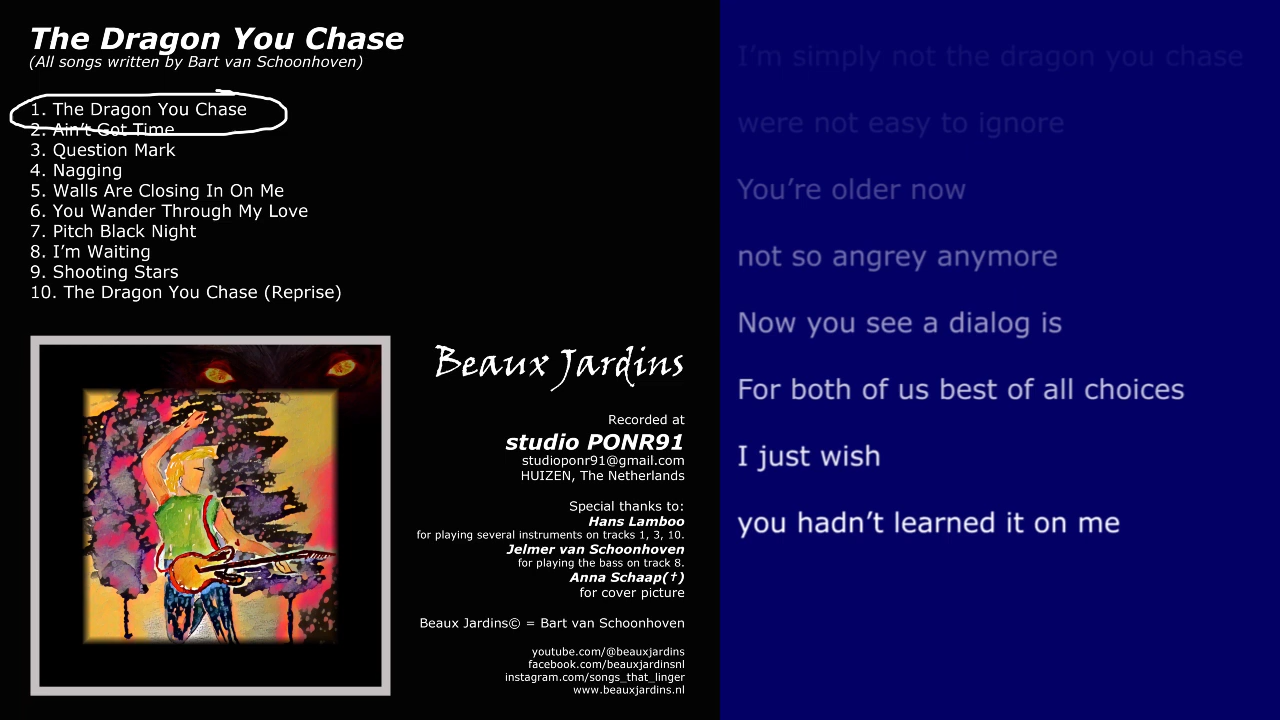 The Dragon You Chase
(All songs written by Bart van Schoonhoven)
1. The Dragon You Chase
2. Ain't Got Time
3. Question Mark
4. Nagging
5. Walls Are Closing In On Me
6. You Wander Through My Love
7. Pitch Black Night
8. I'm Waiting
9. Shooting Stars
10. The Dragon You Chase (Reprise)
Beaux Jardins
Recorded at
studio PONR91
studioponr91@gmail.com
HUIZEN, The Netherlands
Special thanks to:
Hans Lamboo
for playing several instruments on tracks 1, 3, 10.
Jelmer van Schoonhoven
for playing the bass on track 8.
Anna Schaap(†)
for cover picture
Beaux Jardins© = Bart van Schoonhoven
youtube.com/@beauxjardins
facebook.com/beauxjardinsnl
instagram.com/songs_that_linger
www.beauxjardins.nl
I'm simply not the dragon you chase
were not easy to ignore
You're older now
not so angrey anymore
Now you see a dialog is
For both of us best of all choices
I just wish
you hadn't learned it on me